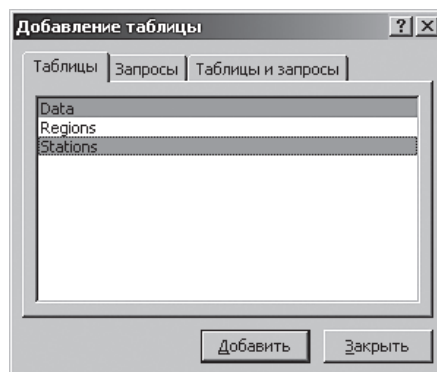 Добавление таблицы
Таблицы Запросы Таблицы и запросы
Data
Regions
Stations
Добавить Закрыть